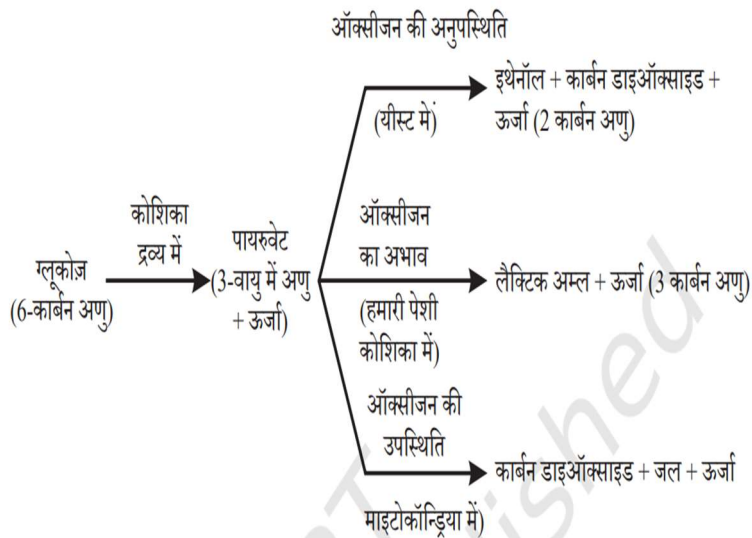 ऑक्सीजन की अनुपस्थिति
इथेनॉल + कार्बन डाइऑक्साइड +
(यीस्ट में)
ऊर्जा (2 कार्बन अणु)
कोशिका
द्रव्य में
ग्लूकोज़
(6-कार्बन अणु)
पायरुवेट
(3-वायु में अणु
+ ऊर्जा)
ऑक्सीजन
का अभाव
(हमारी पेशी
कोशिका में)
लैक्टिक अम्ल + ऊर्जा (3 कार्बन अणु)
ऑक्सीजन की
उपस्थिति
कार्बन डाइऑक्साइड + जल + ऊर्जा
माइटोकॉन्ड्रिया में)